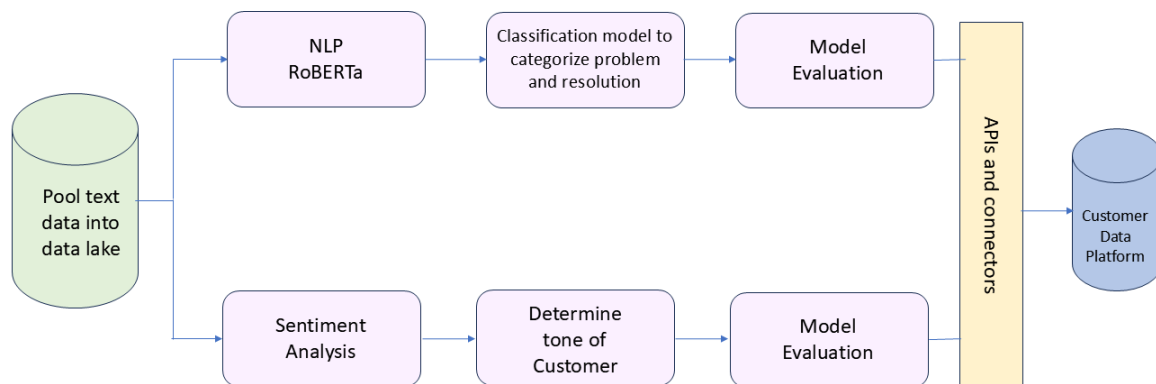 NLP
RoBERTa
Classification model to
categorize problem
and resolution
Model
Evaluation
Pool text
data into
data lake
APIs and connectors
Customer
Data
Platform
Sentiment
Analysis
Determine
tone of
Customer
Model
Evaluation